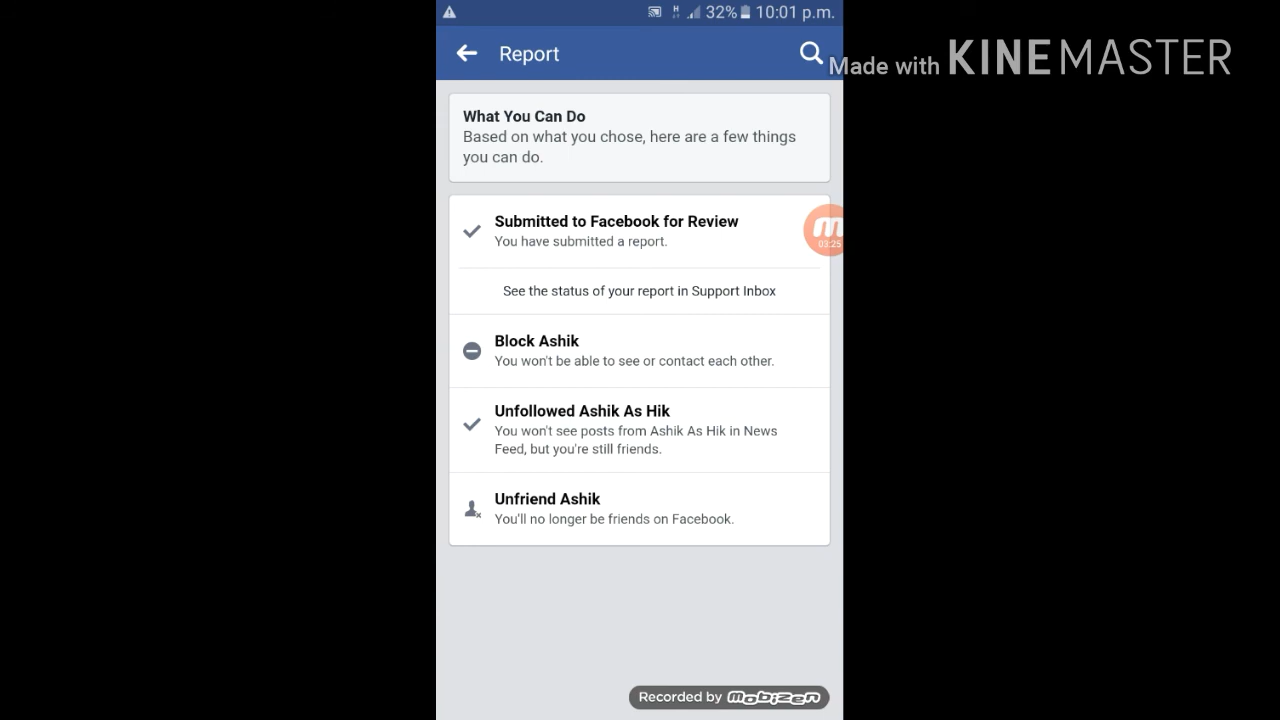 32% 10:01 p.m.
Report
Made with KINEMASTER
What You Can Do
Based on what you chose, here are a few things
you can do.
Submitted to Facebook for Review
You have submitted a report.
03:25
See the status of your report in Support Inbox
Block Ashik
You won't be able to see or contact each other.
Unfollowed Ashik As Hik
You won't see posts from Ashik As Hik in News
Feed, but you're still friends.
Unfriend Ashik
You'll no longer be friends on Facebook.
Recorded by Mobizen